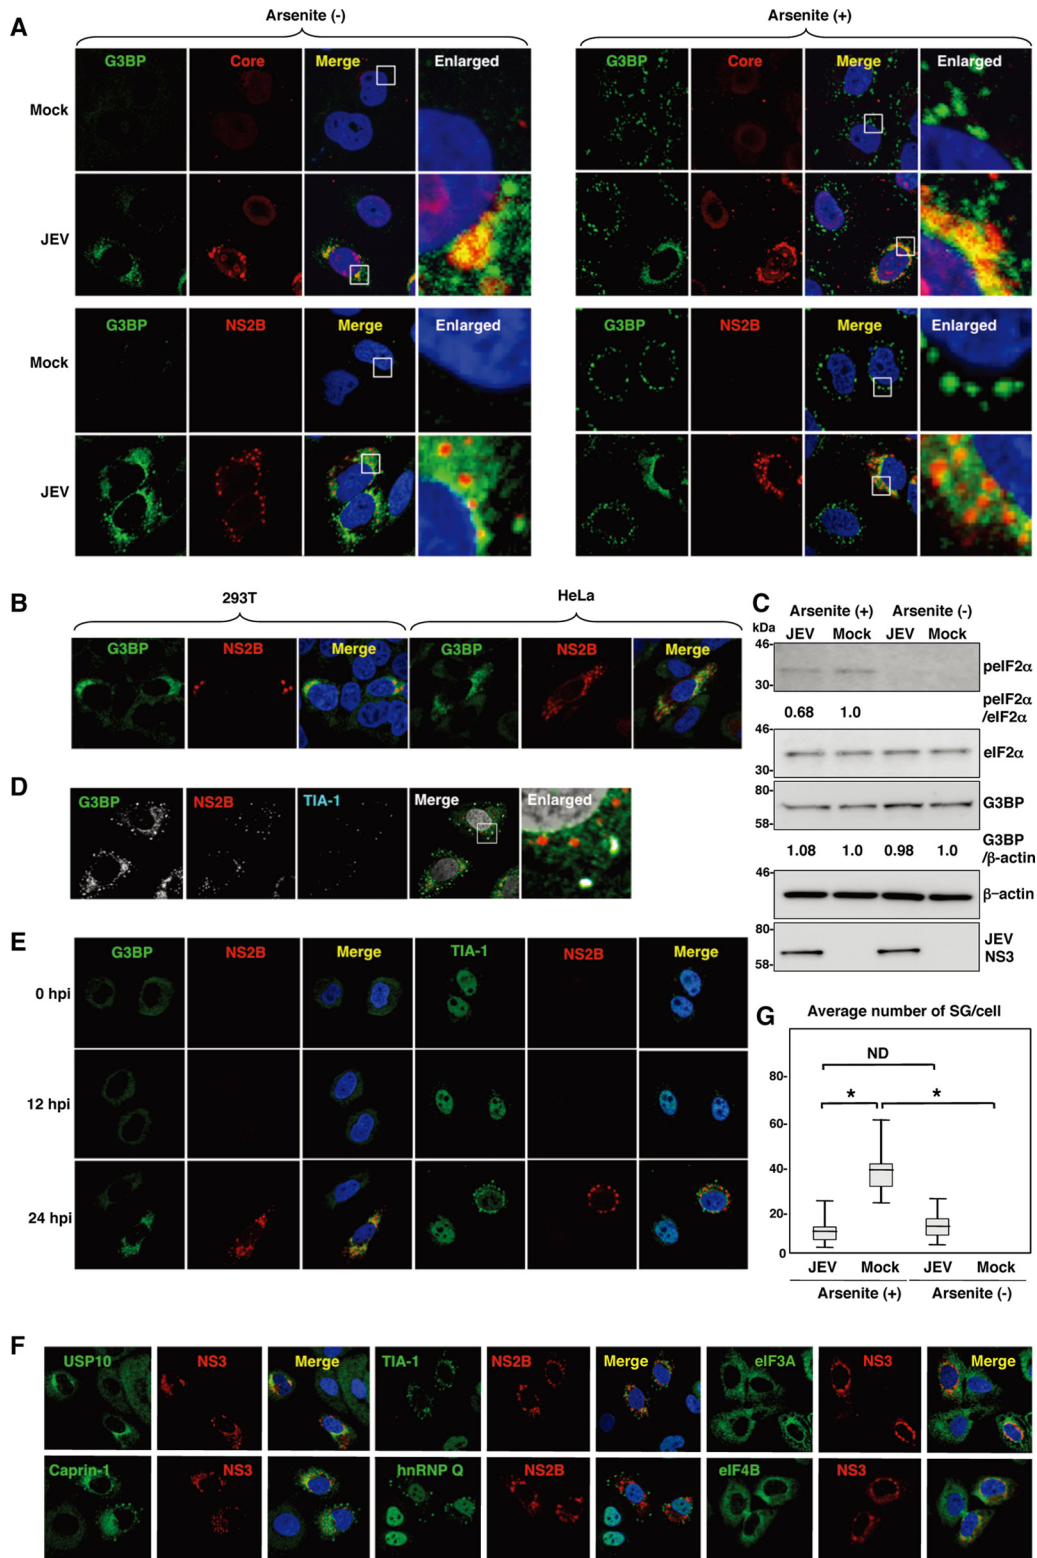 A
Arsenite (-)
Arsenite (+)
G3BP Core Merge Enlarged
G3BP Core Merge Enlarged
Mock
JEV
G3BP NS2B Merge Enlarged
G3BP NS2B Merge Enlarged
Mock
JEV
B
293T
HeLa
G3BP NS2B Merge G3BP NS2B Merge
C
Arsenite (+) Arsenite (-)
kDa JEV Mock JEV Mock
46-
peIF2α
30-
peIF2α
/eIF2α
0.68 1.0
46-
eIF2α
30-
80-
G3BP
58-
G3BP
/β-actin
1.08 1.0 0.98 1.0
46-
β-actin
80-
JEV
NS3
58-
D
G3BP NS2B TIA-1 Merge Enlarged
E
G3BP NS2B Merge TIA-1 NS2B Merge
0 hpi
12 hpi
24 hpi
G
Average number of SG/cell
ND
80-
* *
60-
40-
20-
0
JEV Mock JEV Mock
Arsenite (+) Arsenite (-)
F
USP10 NS3 Merge TIA-1 NS2B Merge eIF3A NS3 Merge
Caprin-1 NS3 hnRNP Q NS2B eIF4B NS3